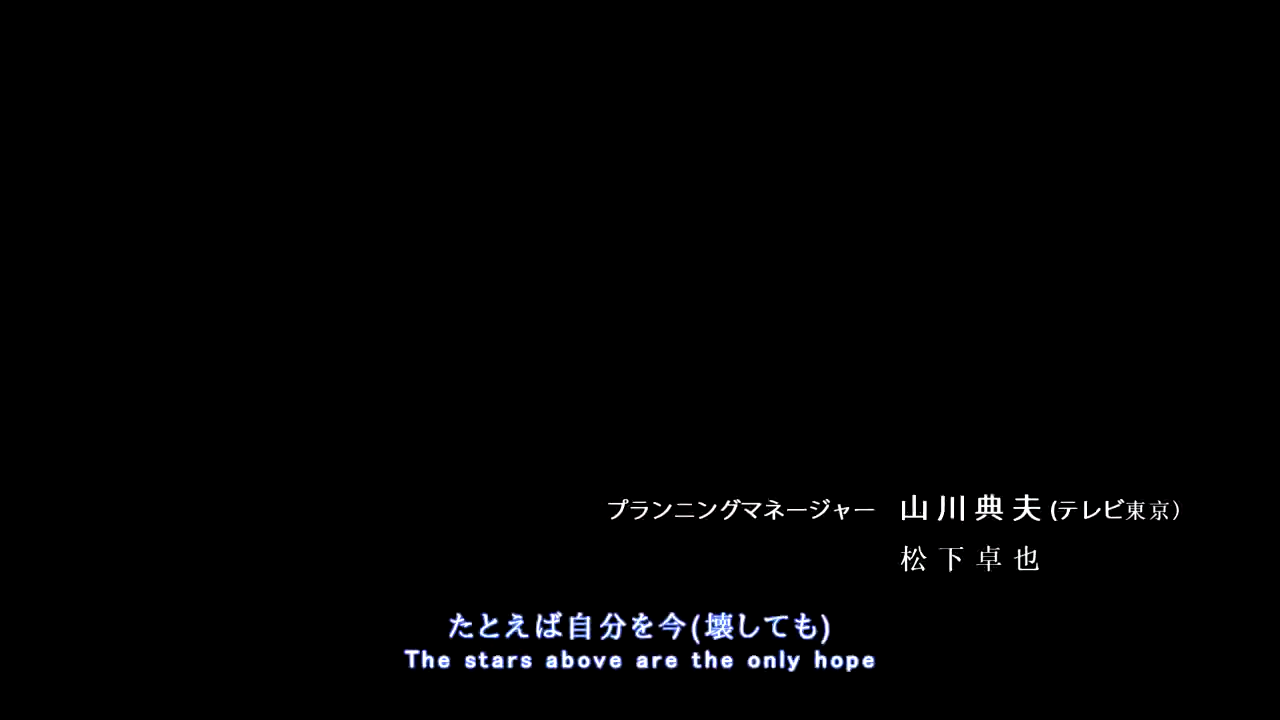 プランニングマネージャー 山川典夫 (テレビ東京)
松下卓也
たとえば自分を今(壊しても)
The stars above are the only hope